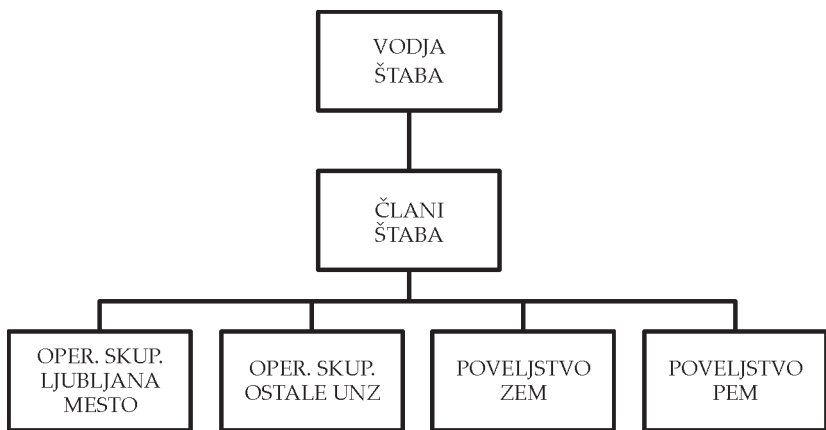 VODJA
ŠTABA
ČLANI
ŠTABA
OPER. SKUP.
LJUBLJANA
MESTO
OPER. SKUP.
OSTALE UNZ
POVELJSTVO
ZEM
POVELJSTVO
PEM